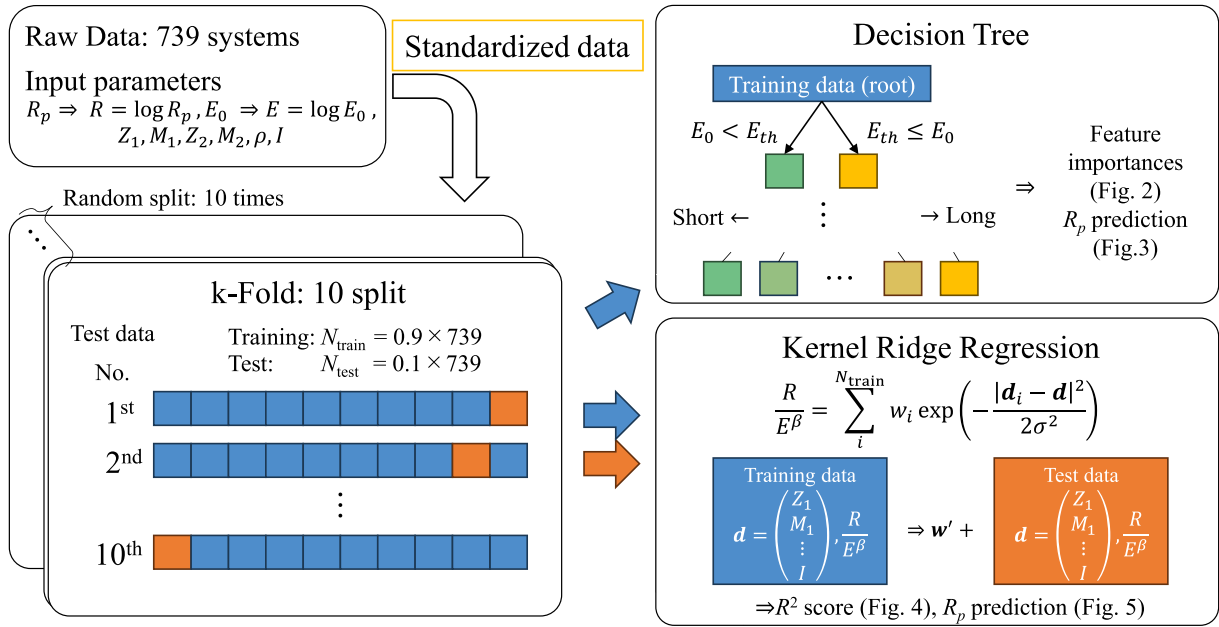 Raw Data: 739 systems
Input parameters
R_p ⇒ R = log R_p, E_0 ⇒ E = log E_0 ,
Z_1, M_1, Z_2, M_2, ρ, I
Standardized data
Random split: 10 times
k-Fold: 10 split
Test data
No.
Training: N_train = 0.9 × 739
Test: N_test = 0.1 × 739
1st
2nd
⋮
10th
Decision Tree
Training data (root)
E_0 < E_th
E_th ≤ E_0
Short ←
⋮
→ Long
⋯
⇒
Feature
importances
(Fig. 2)
R_p prediction
(Fig.3)
Kernel Ridge Regression
R/E^β = ∑_i^{N_train} w_i exp(−|d_i − d|^2/2σ^2)
Training data
d = (Z_1 M_1 ⋮ I), R/E^β
⇒ w′ +
Test data
d = (Z_1 M_1 ⋮ I), R/E^β
⇒R^2 score (Fig. 4), R_p prediction (Fig. 5)